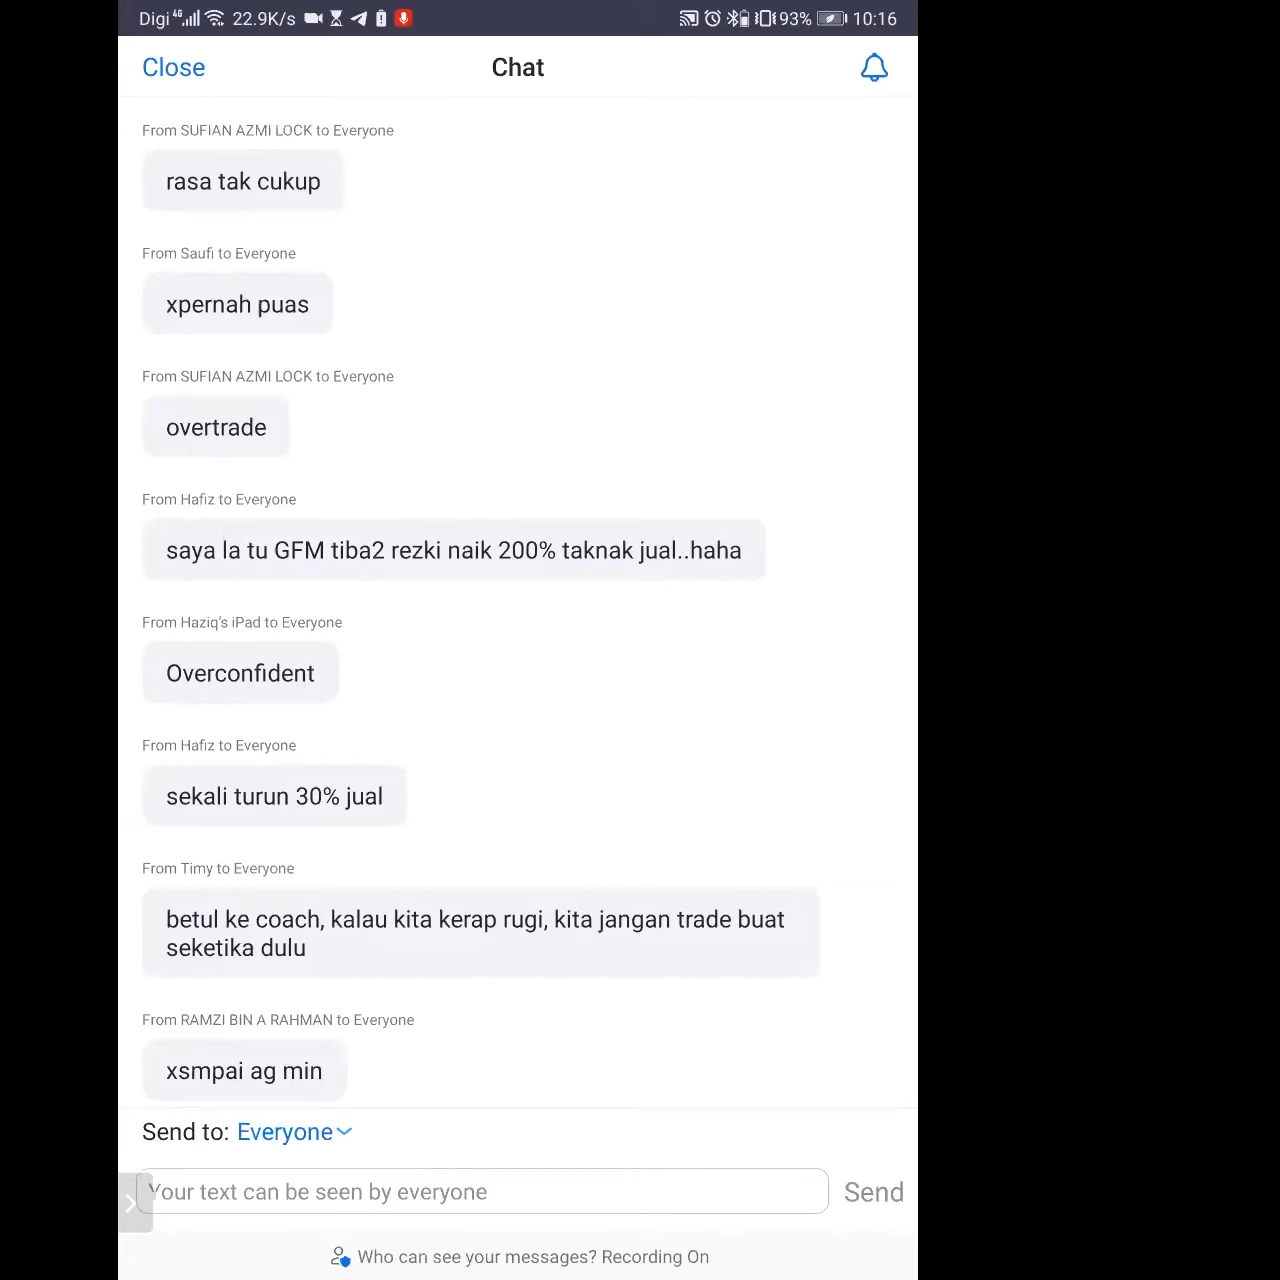 Digi 4G 22.9K/s 93% 10:16
Close Chat
From SUFIAN AZMI LOCK to Everyone
rasa tak cukup
From Saufi to Everyone
xpernah puas
From SUFIAN AZMI LOCK to Everyone
overtrade
From Hafiz to Everyone
saya la tu GFM tiba2 rezki naik 200% taknak jual..haha
From Haziq's iPad to Everyone
Overconfident
From Hafiz to Everyone
sekali turun 30% jual
From Timy to Everyone
betul ke coach, kalau kita kerap rugi, kita jangan trade buat
seketika dulu
From RAMZI BIN A RAHMAN to Everyone
xsmpai ag min
Send to: Everyone
Your text can be seen by everyone Send
Who can see your messages? Recording On